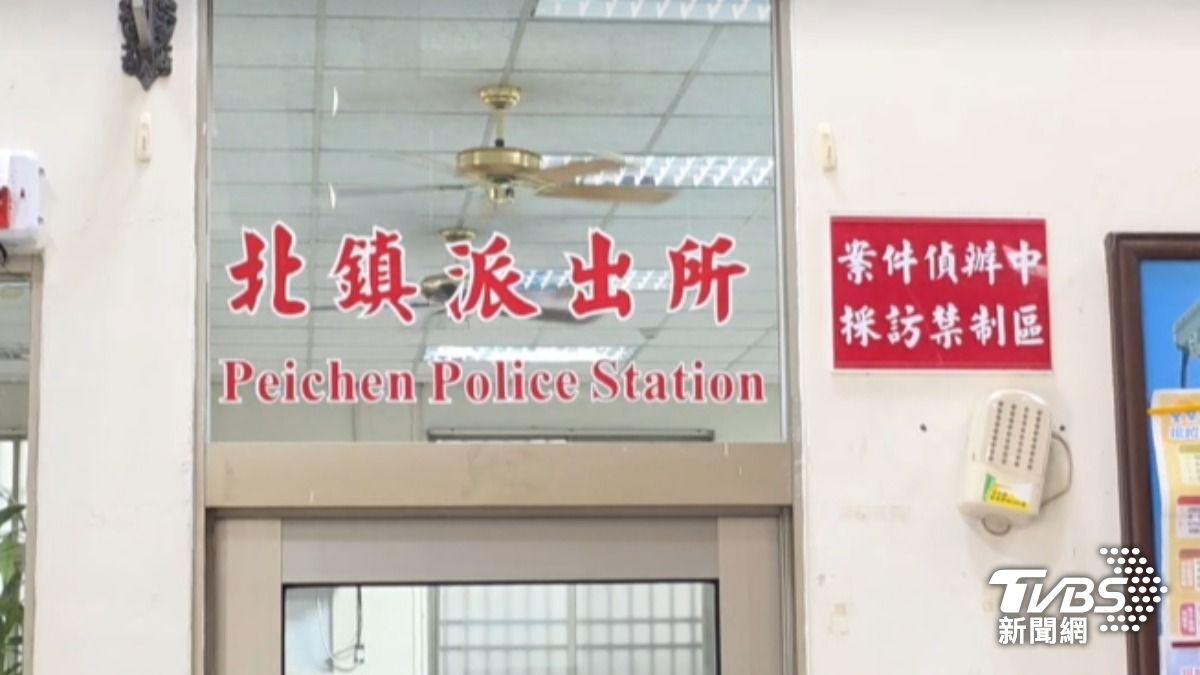 北鎮派出所
Peichen Police Station
案件偵辦中
採訪禁制區
TVBS
新聞網